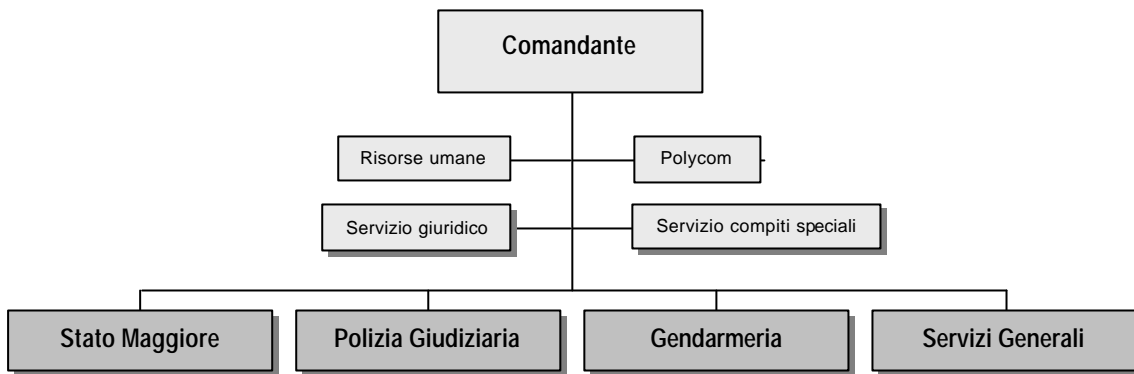 Comandante
Risorse umane
Polycom
Servizio giuridico
Servizio compiti speciali
Stato Maggiore
Polizia Giudiziaria
Gendarmeria
Servizi Generali